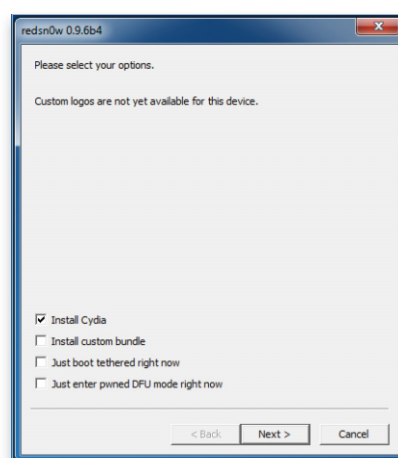 redsn0w 0.9.6b4
Please select your options.
Custom logos are not yet available for this device.
Install Cydia
Install custom bundle
Just boot tethered right now
Just enter pwned DFU mode right now
< Back Next > Cancel